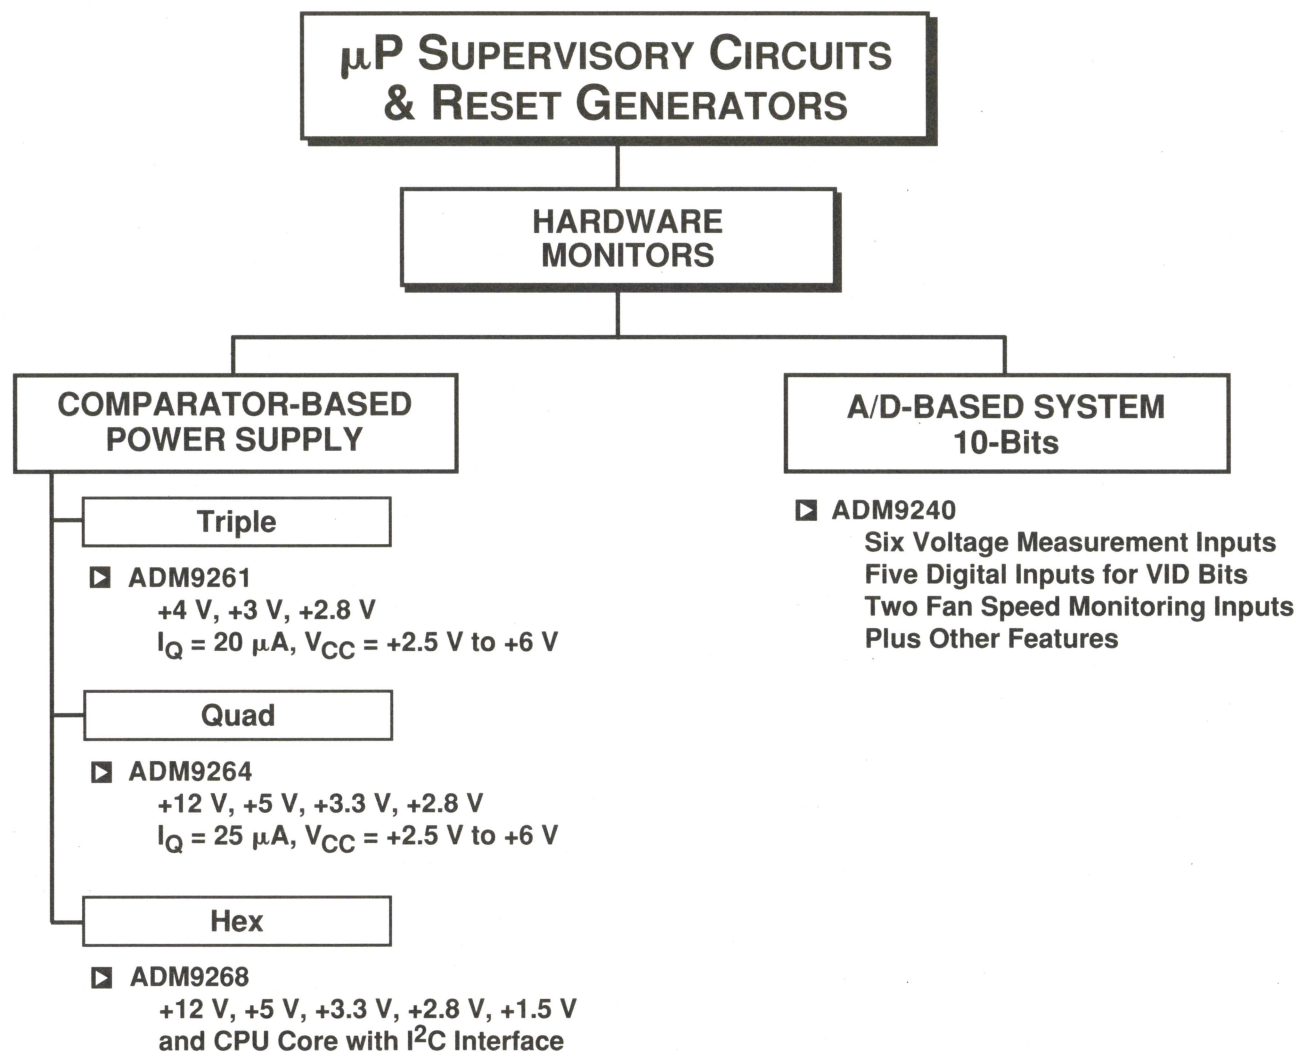 µP SUPERVISORY CIRCUITS
& RESET GENERATORS
HARDWARE
MONITORS
COMPARATOR-BASED
POWER SUPPLY
Triple
ADM9261
+4 V, +3 V, +2.8 V
IQ = 20 µA, VCC = +2.5 V to +6 V
Quad
ADM9264
+12 V, +5 V, +3.3 V, +2.8 V
IQ = 25 µA, VCC = +2.5 V to +6 V
Hex
ADM9268
+12 V, +5 V, +3.3 V, +2.8 V, +1.5 V
and CPU Core with I²C Interface
A/D-BASED SYSTEM
10-Bits
ADM9240
Six Voltage Measurement Inputs
Five Digital Inputs for VID Bits
Two Fan Speed Monitoring Inputs
Plus Other Features